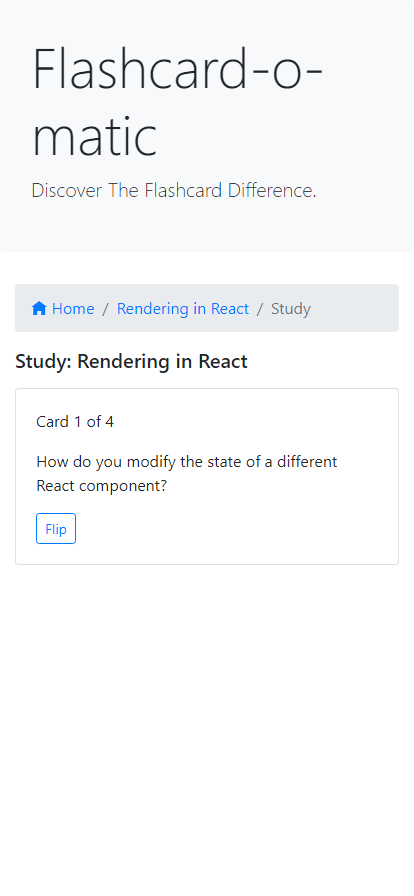 Flashcard-o-
matic
Discover The Flashcard Difference.
Home / Rendering in React / Study
Study: Rendering in React
Card 1 of 4
How do you modify the state of a different
React component?
Flip